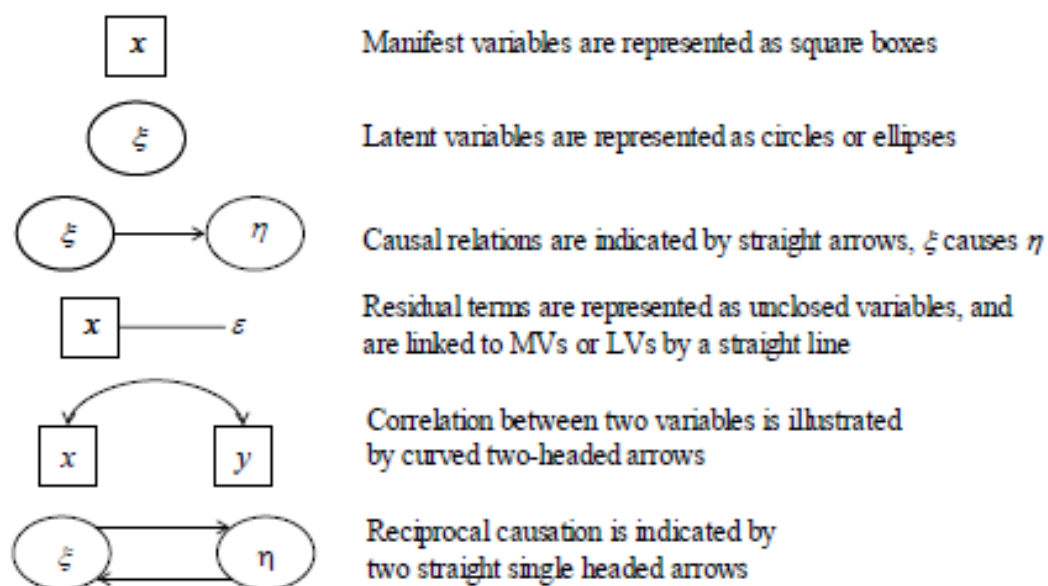 x Manifest variables are represented as square boxes
ξ Latent variables are represented as circles or ellipses
ξ η Causal relations are indicated by straight arrows, ξ causes η
x ε Residual terms are represented as unclosed variables, and
are linked to MVs or LVs by a straight line
x y Correlation between two variables is illustrated
by curved two-headed arrows
ξ η Reciprocal causation is indicated by
two straight single headed arrows